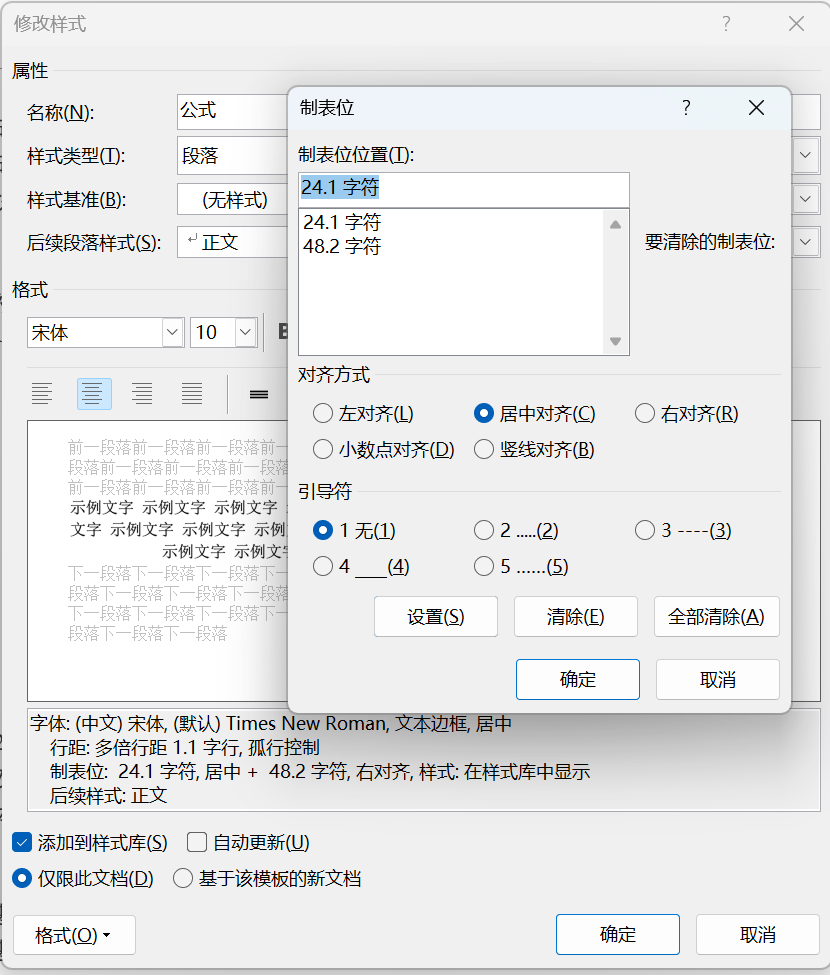 修改样式
属性
名称(N):
公式
样式类型(T):
段落
样式基准(B):
(无样式)
后续段落样式(S):
正文
格式
宋体
10
B
前一段落前一段落前一段落前一
段落前一段落前一段落前一段落
前一段落前一段落前一段落前一
示例文字 示例文字 示例文字
文字 示例文字 示例文字 示例
示例文字 示例文
下一段落下一段落下一段落下一
段落下一段落下一段落下一段落
下一段落下一段落下一段落下一
段落下一段落下一段落
字体: (中文) 宋体, (默认) Times New Roman, 文本边框, 居中
行距: 多倍行距 1.1 字行, 孤行控制
制表位: 24.1 字符, 居中 + 48.2 字符, 右对齐, 样式: 在样式库中显示
后续样式: 正文
添加到样式库(S) 自动更新(U)
仅限此文档(D) 基于该模板的新文档
格式(O)
确定
取消
制表位
制表位位置(T):
24.1 字符
24.1 字符
48.2 字符
要清除的制表位:
对齐方式
左对齐(L) 居中对齐(C) 右对齐(R)
小数点对齐(D) 竖线对齐(B)
引导符
1 无(1) 2 .....(2) 3 ----(3)
4 ___(4) 5 ......(5)
设置(S) 清除(E) 全部清除(A)
确定 取消